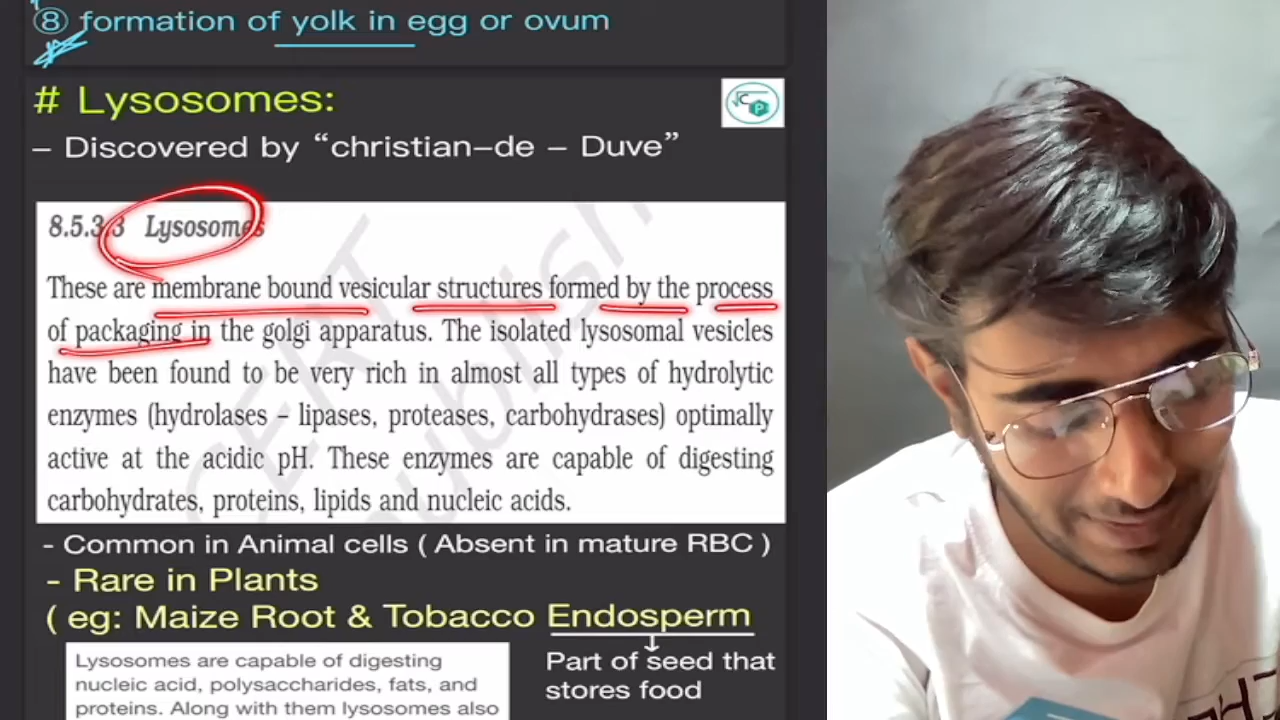 ⑧ formation of yolk in egg or ovum
# Lysosomes:
– Discovered by “christian–de – Duve”
8.5.3.3 Lysosomes
These are membrane bound vesicular structures formed by the process
of packaging in the golgi apparatus. The isolated lysosomal vesicles
have been found to be very rich in almost all types of hydrolytic
enzymes (hydrolases – lipases, proteases, carbohydrases) optimally
active at the acidic pH. These enzymes are capable of digesting
carbohydrates, proteins, lipids and nucleic acids.
- Common in Animal cells ( Absent in mature RBC )
- Rare in Plants
( eg: Maize Root & Tobacco Endosperm
Part of seed that
stores food
Lysosomes are capable of digesting
nucleic acid, polysaccharides, fats, and
proteins. Along with them lysosomes also